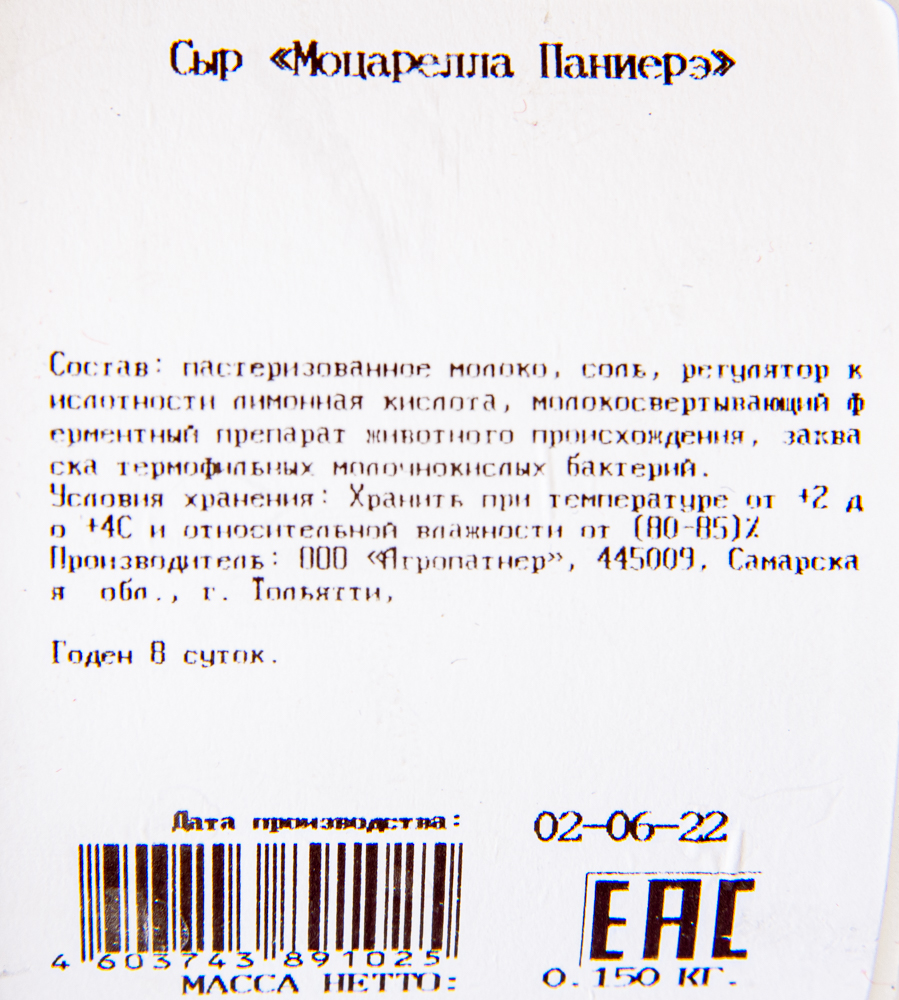 Сыр «Моцарелла Паниерэ»
Состав: пастеризованное молоко, соль, регулятор к
ислотности лимонная кислота, молокосвертывающий ф
ерментный препарат животного происхождения, заква
ска термофильных молочнокислых бактерий.
Условия хранения: Хранить при температуре от +2 д
о +4С и относительной влажности от (80-85)%
Производитель: ООО «Агропатнер», 445009, Самарска
я обл., г. Тольятти,
Годен 8 суток.
Дата производства: 02-06-22
EAC
4 603743 891025
МАССА НЕТТО: 0.150 КГ.